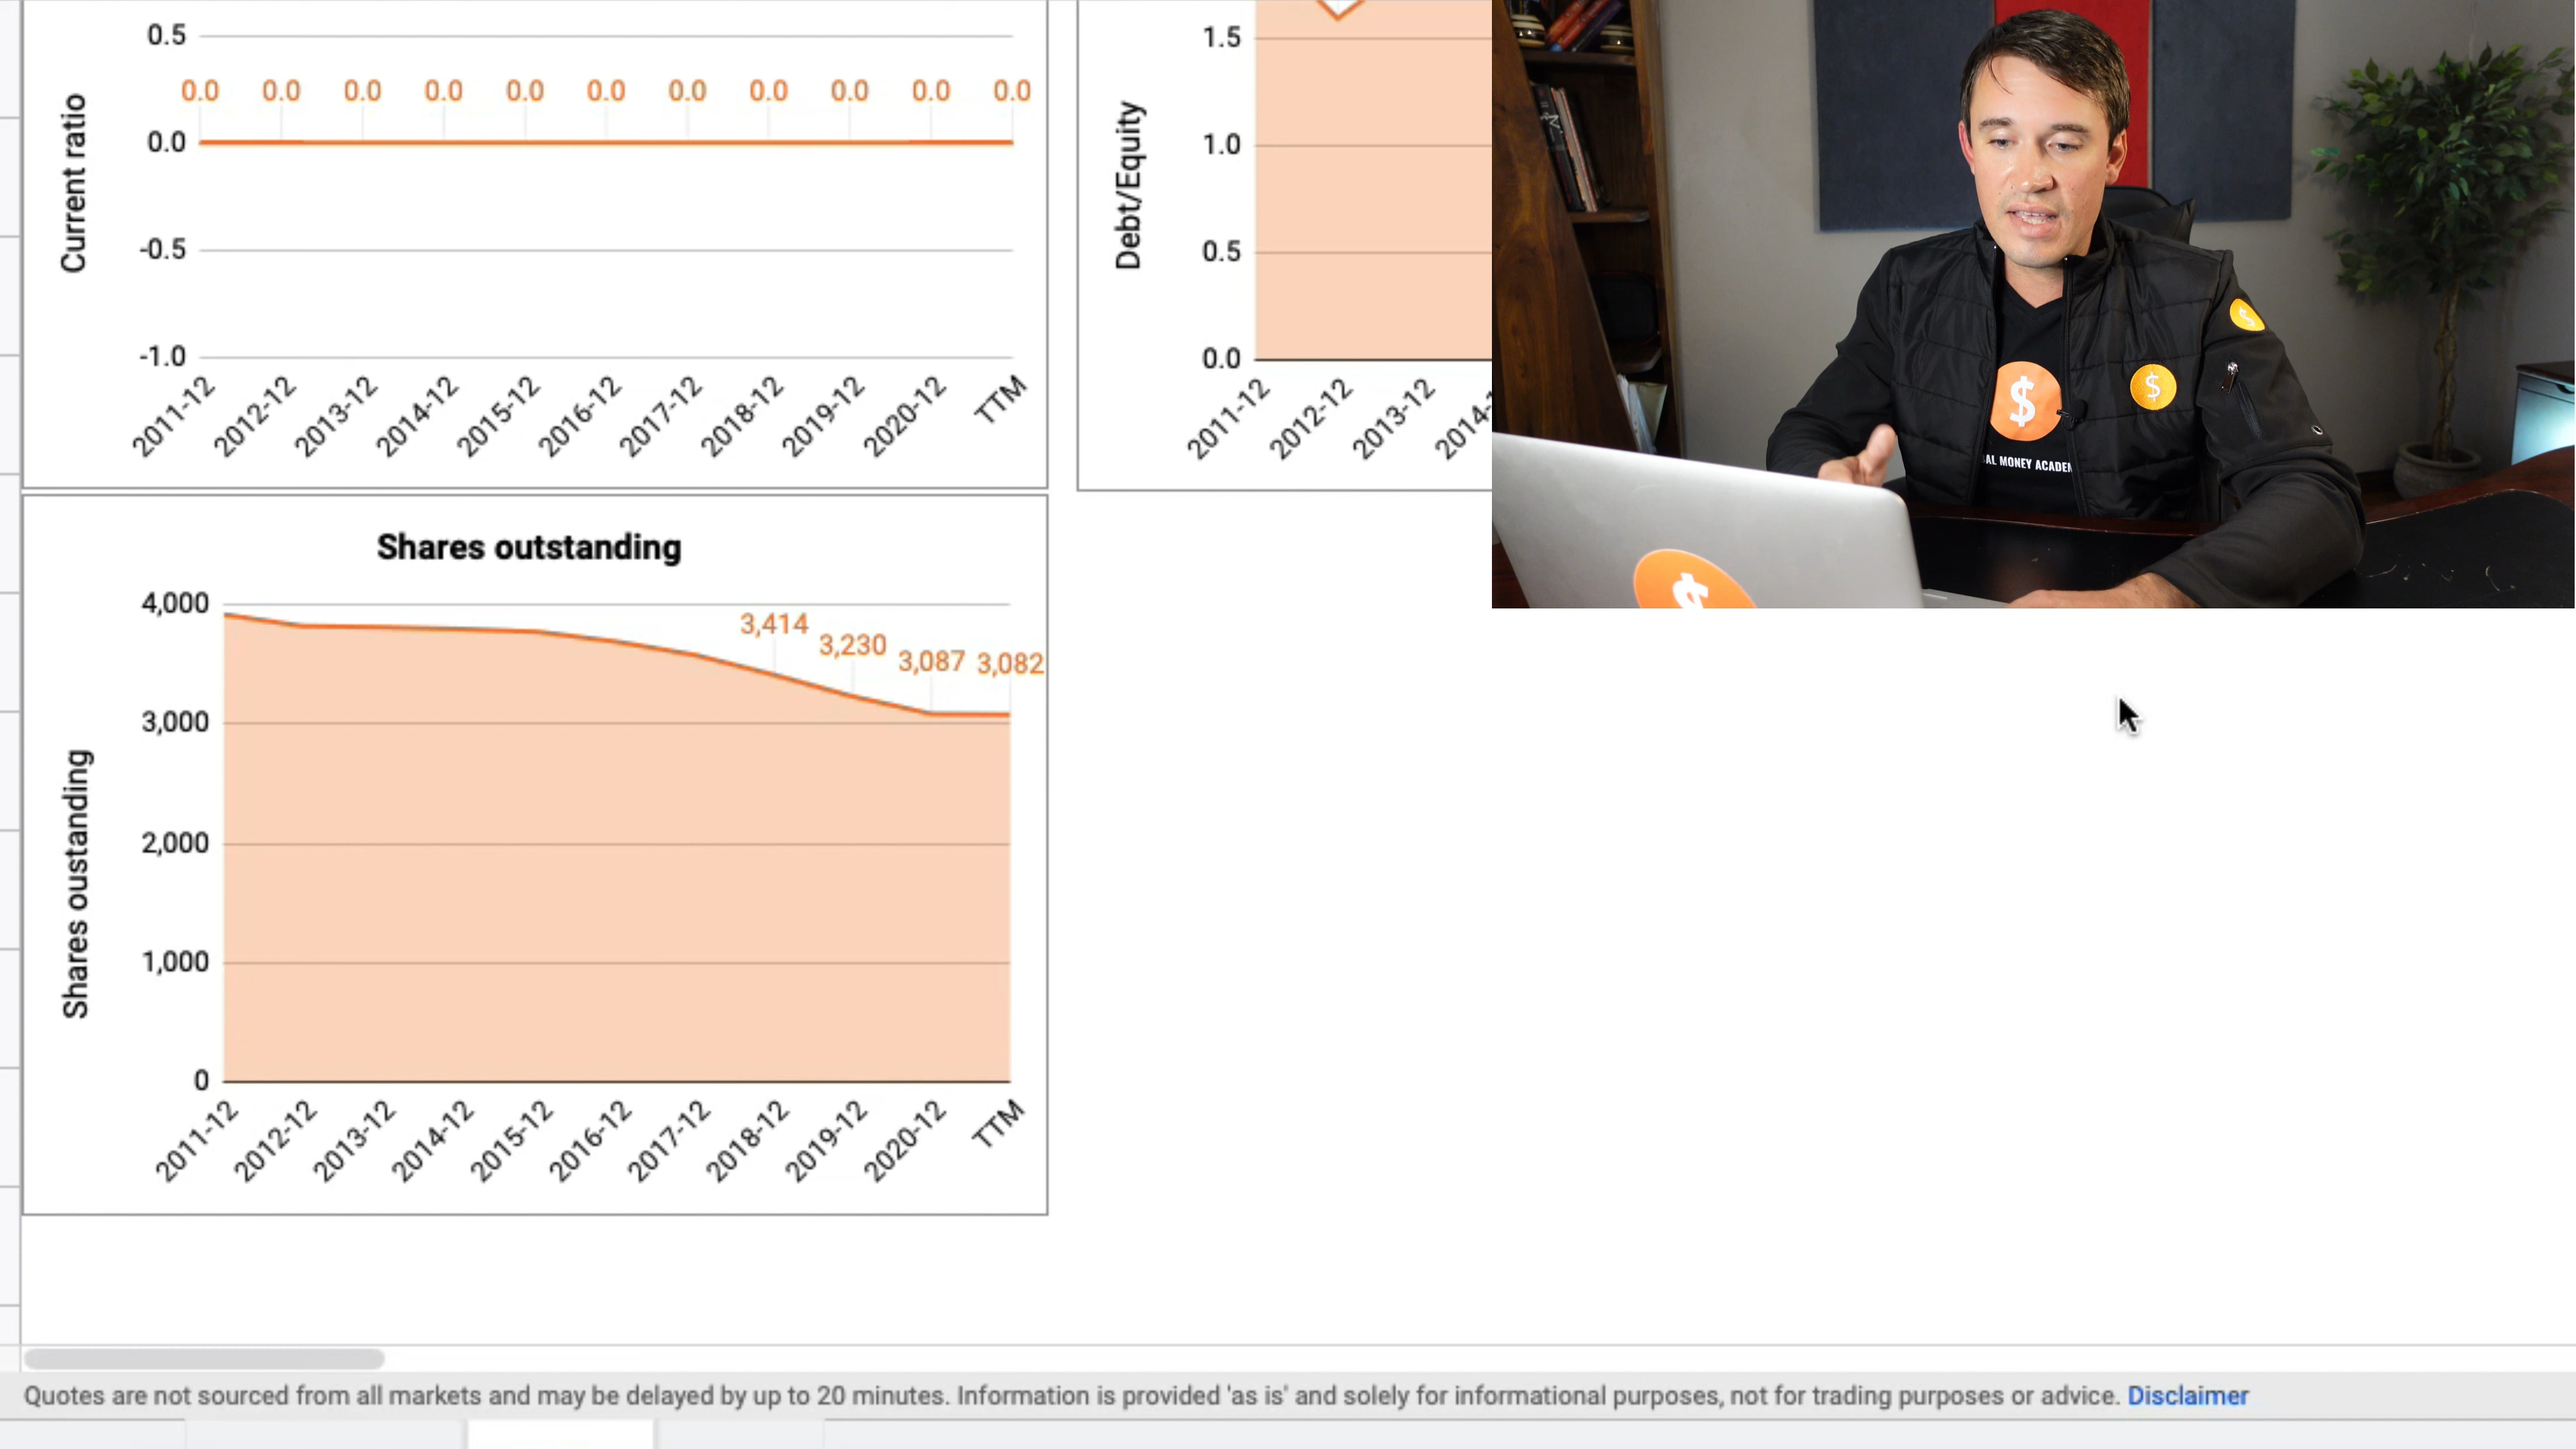 0.5
0.0 0.0 0.0 0.0 0.0 0.0 0.0 0.0 0.0 0.0 0.0
0.0
-0.5
-1.0
Current ratio
2011-12 2012-12 2013-12 2014-12 2015-12 2016-12 2017-12 2018-12 2019-12 2020-12 TTM
1.5
1.0
0.5
0.0
Debt/Equity
2011-12 2012-12 2013-12
$
$
$
MONEY
$
Shares outstanding
4,000
3,414
3,230
3,087 3,082
3,000
2,000
1,000
0
Shares oustanding
2011-12 2012-12 2013-12 2014-12 2015-12 2016-12 2017-12 2018-12 2019-12 2020-12 TTM
Quotes are not sourced from all markets and may be delayed by up to 20 minutes. Information is provided 'as is' and solely for informational purposes, not for trading purposes or advice. Disclaimer